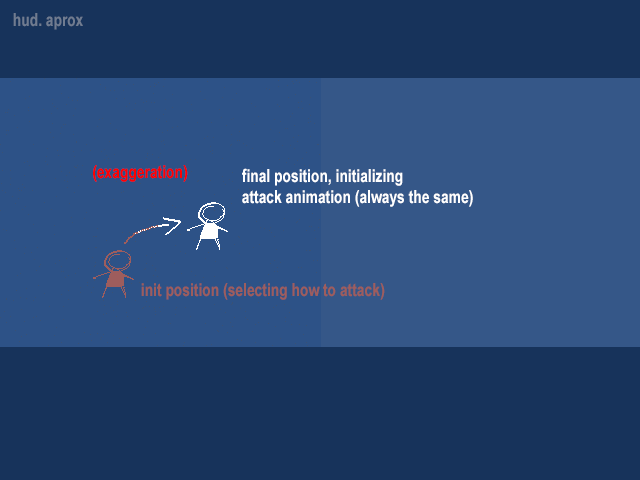 hud. aprox
(exaggeration)
final position, initializing
attack animation (always the same)
init position (selecting how to attack)